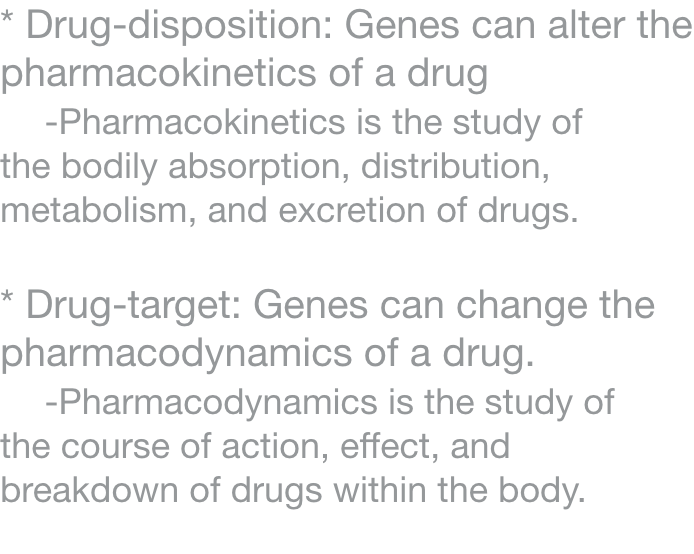 * Drug-disposition: Genes can alter the
pharmacokinetics of a drug
-Pharmacokinetics is the study of
the bodily absorption, distribution,
metabolism, and excretion of drugs.
* Drug-target: Genes can change the
pharmacodynamics of a drug.
-Pharmacodynamics is the study of
the course of action, effect, and
breakdown of drugs within the body.